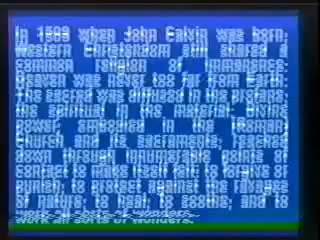 In 1509 when John Calvin was born,
Western Christendom still shared a
common religion of immanence.
Heaven was never too far from Earth.
The sacred was diffused in the profane,
the spiritual in the material. Divine
power, embodied in the
Church and its sacraments, reached
down through innumerable points of
contact to make itself felt: to forgive or
punish, to protect against the ravages
of nature, to heal, to soothe, and to
work all sorts of wonders.